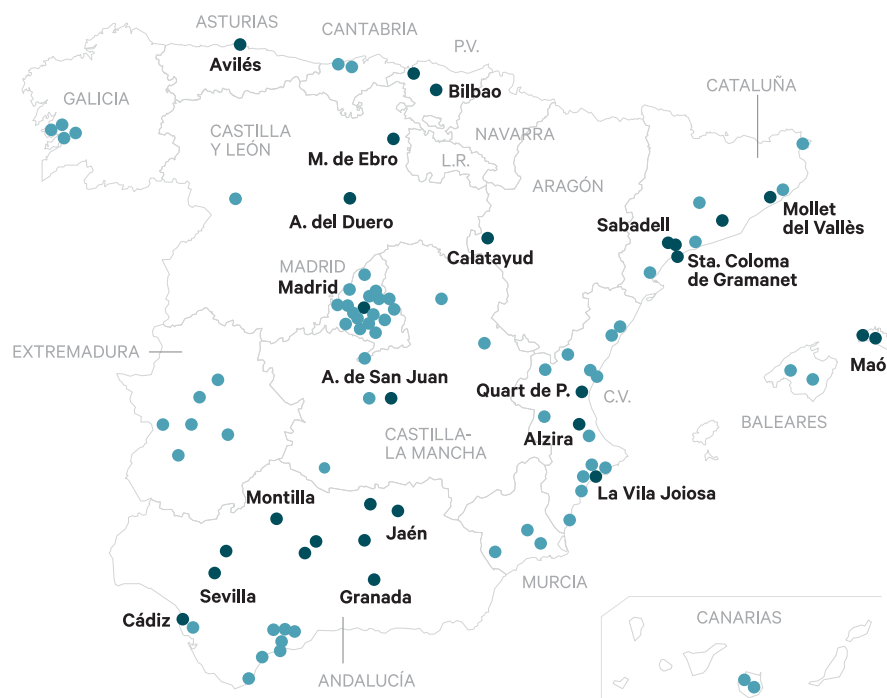 ASTURIAS
CANTABRIA
P.V.
Avilés
Bilbao
CATALUÑA
GALICIA
CASTILLA
Y LEÓN
NAVARRA
M. de Ebro
L.R.
ARAGÓN
A. del Duero
Mollet
del Vallès
Sabadell
Calatayud
Sta. Coloma
de Gramanet
MADRID
Madrid
EXTREMADURA
Maó
A. de San Juan
Quart de P.
C.V.
BALEARES
Alzira
CASTILLA-
LA MANCHA
La Vila Joiosa
Montilla
Jaén
MURCIA
Sevilla
Granada
Cádiz
CANARIAS
ANDALUCÍA